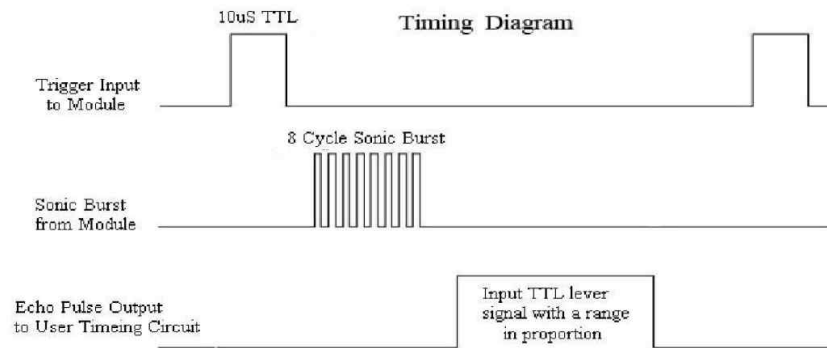 10uS TTL
Timing Diagram
Trigger Input
to Module
8 Cycle Sonic Burst
Sonic Burst
from Module
Echo Pulse Output
to User Timeing Circuit
Input TTL lever
signal with a range
in proportion